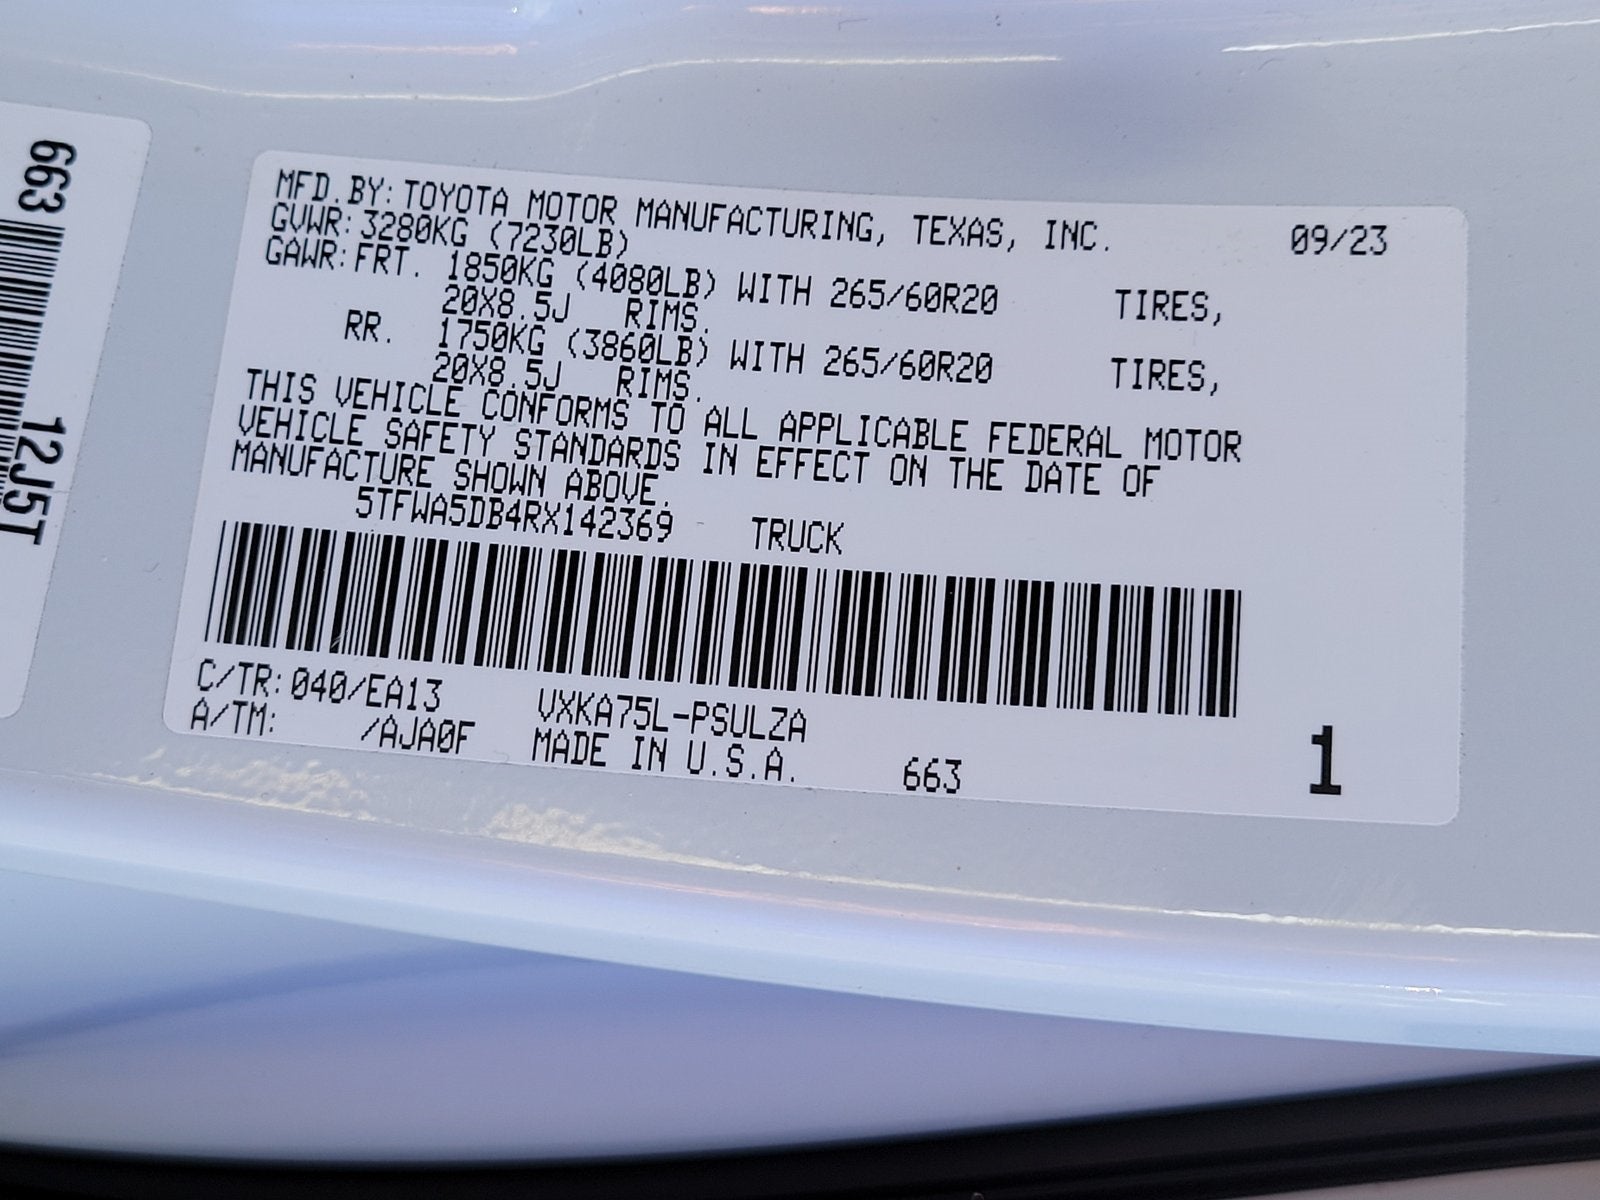 663
12J5T
MFD. BY: TOYOTA MOTOR MANUFACTURING, TEXAS, INC. 09/23
GVWR: 3280KG (7230LB)
GAWR: FRT. 1850KG (4080LB) WITH 265/60R20 TIRES,
20X8.5J RIMS.
RR. 1750KG (3860LB) WITH 265/60R20 TIRES,
20X8.5J RIMS.
THIS VEHICLE CONFORMS TO ALL APPLICABLE FEDERAL MOTOR
VEHICLE SAFETY STANDARDS IN EFFECT ON THE DATE OF
MANUFACTURE SHOWN ABOVE.
5TFWA5DB4RX142369 TRUCK
C/TR: 040/EA13 VXKA75L-PSULZA
A/TM: /AJA0F MADE IN U.S.A. 663 1